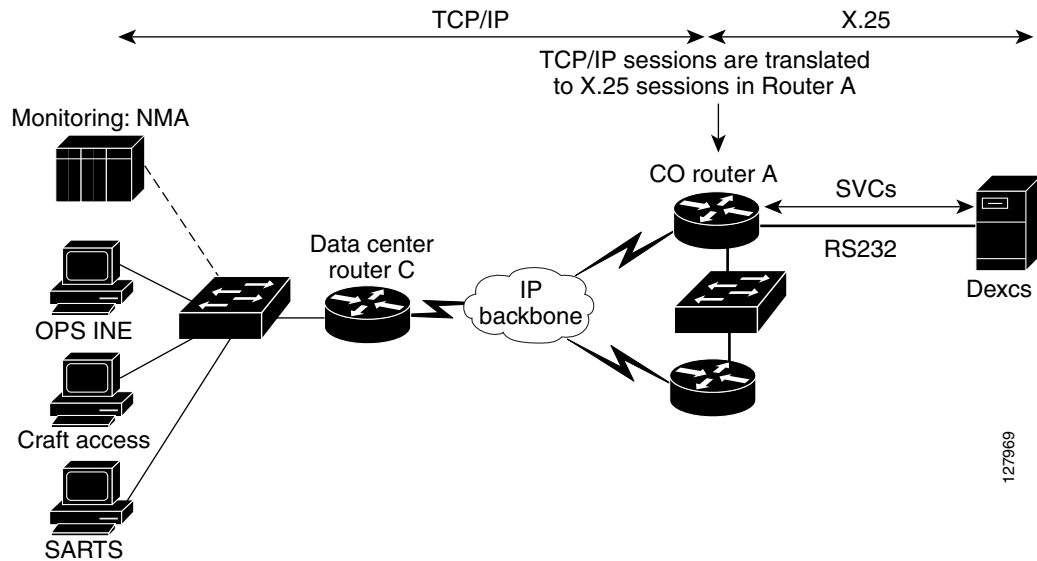 TCP/IP
X.25
TCP/IP sessions are translated
to X.25 sessions in Router A
Monitoring: NMA
CO router A
SVCs
RS232
Dexcs
Data center
router C
IP
backbone
OPS INE
Craft access
SARTS
127969